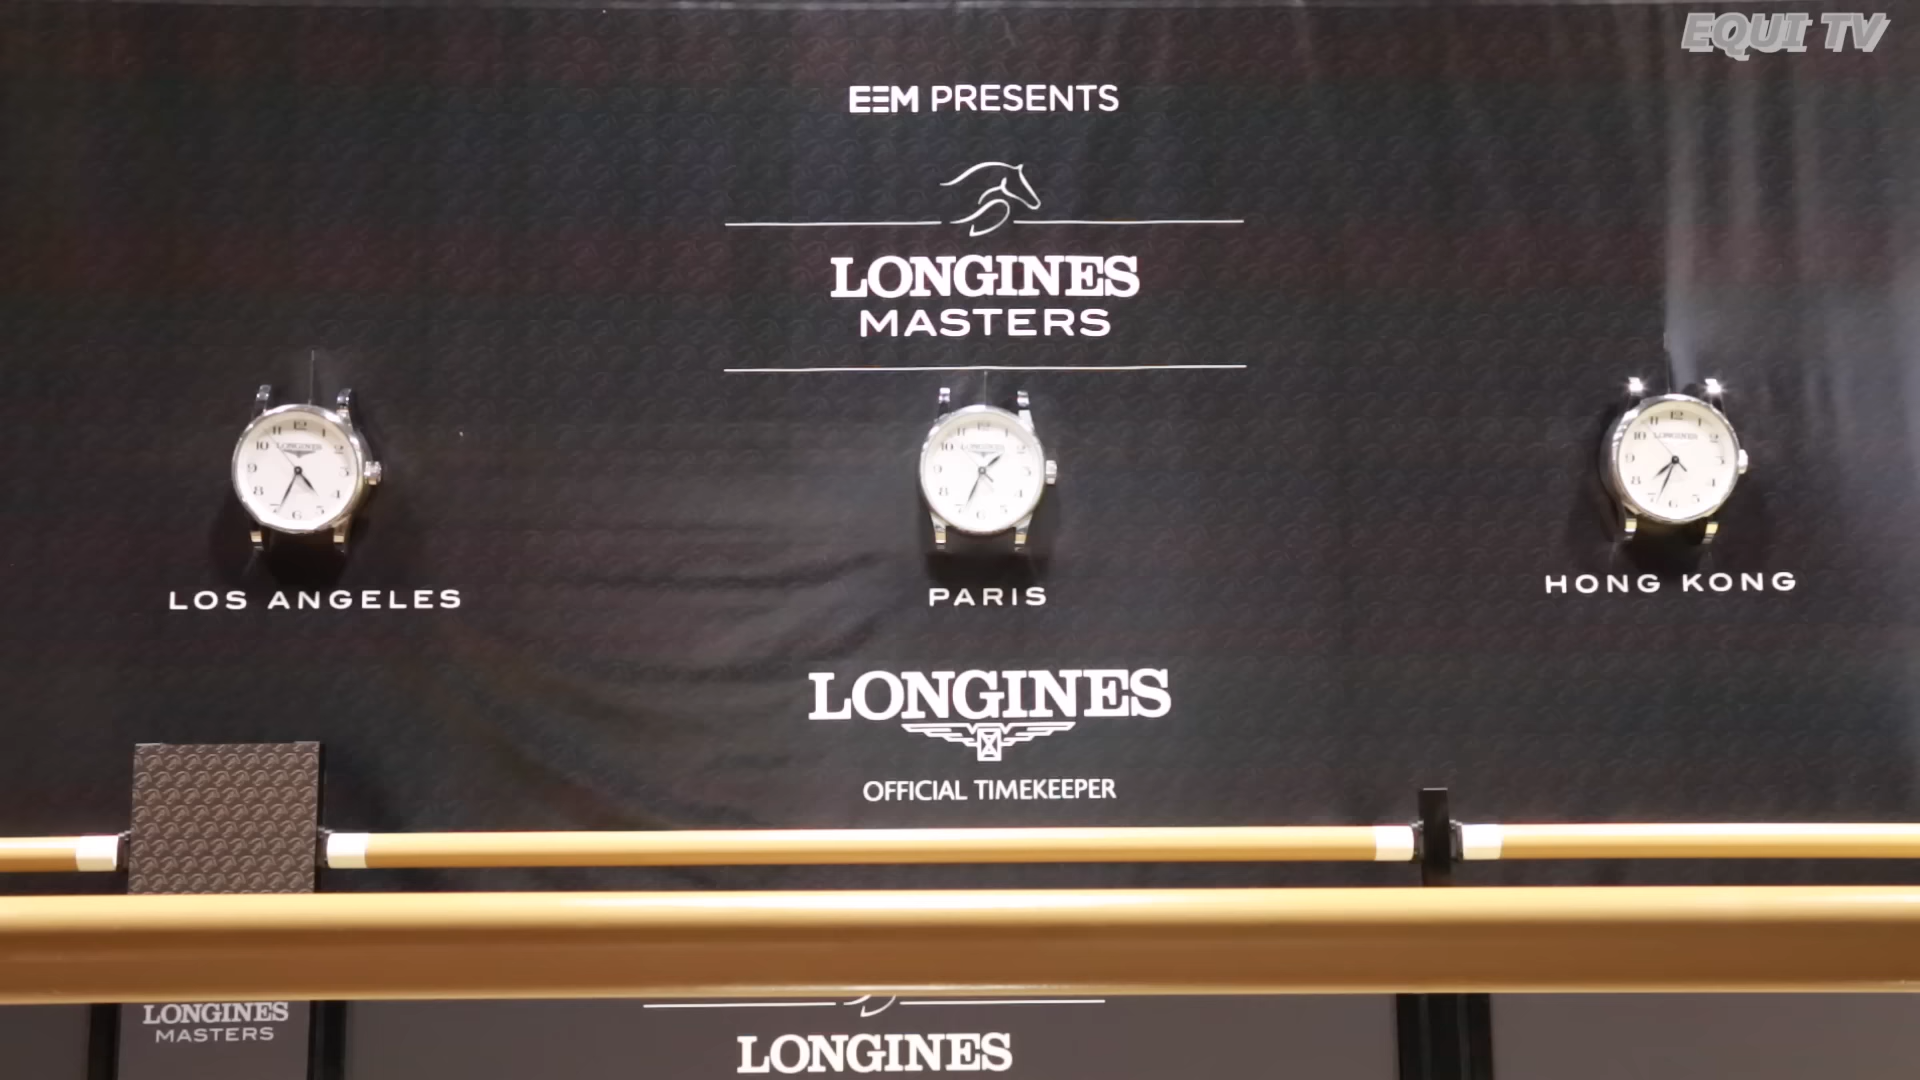 EQUI TV
EEM PRESENTS
LONGINES
MASTERS
LOS ANGELES
PARIS
HONG KONG
LONGINES
OFFICIAL TIMEKEEPER
LONGINES
MASTERS
LONGINES